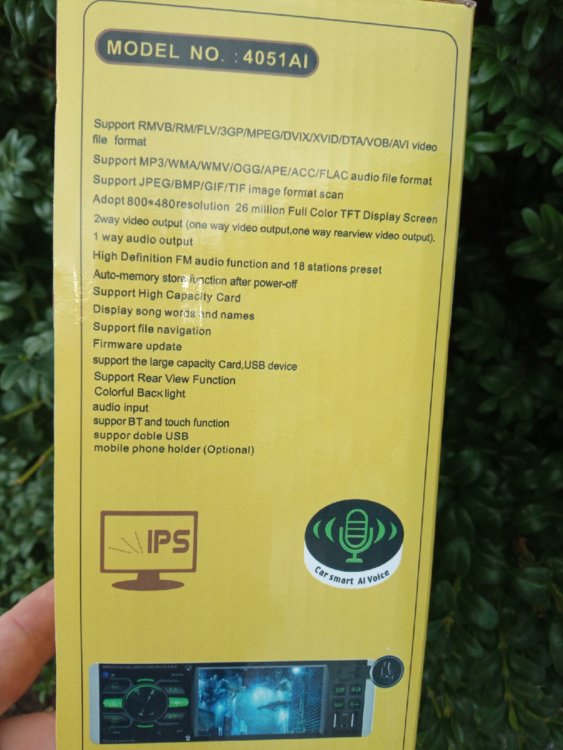 MODEL NO. : 4051AI
Support RMVB/RM/FLV/3GP/MPEG/DVIX/XVID/DTA/VOB/AVI video
file format
Support MP3/WMA/WMV/OGG/APE/ACC/FLAC audio file format
Support JPEG/BMP/GIF/TIF image format scan
Adopt 800*480resolution 26 million Full Color TFT Display Screen
2way video output (one way video output,one way rearview video output).
1 way audio output
High Definition FM audio function and 18 stations preset
Auto-memory store function after power-off
Support High Capacity Card
Display song words and names
Support file navigation
Firmware update
support the large capacity Card,USB device
Support Rear View Function
Colorful Backlight
audio input
suppor BT and touch function
suppor doble USB
mobile phone holder (Optional)
IPS
Car smart AI Voice